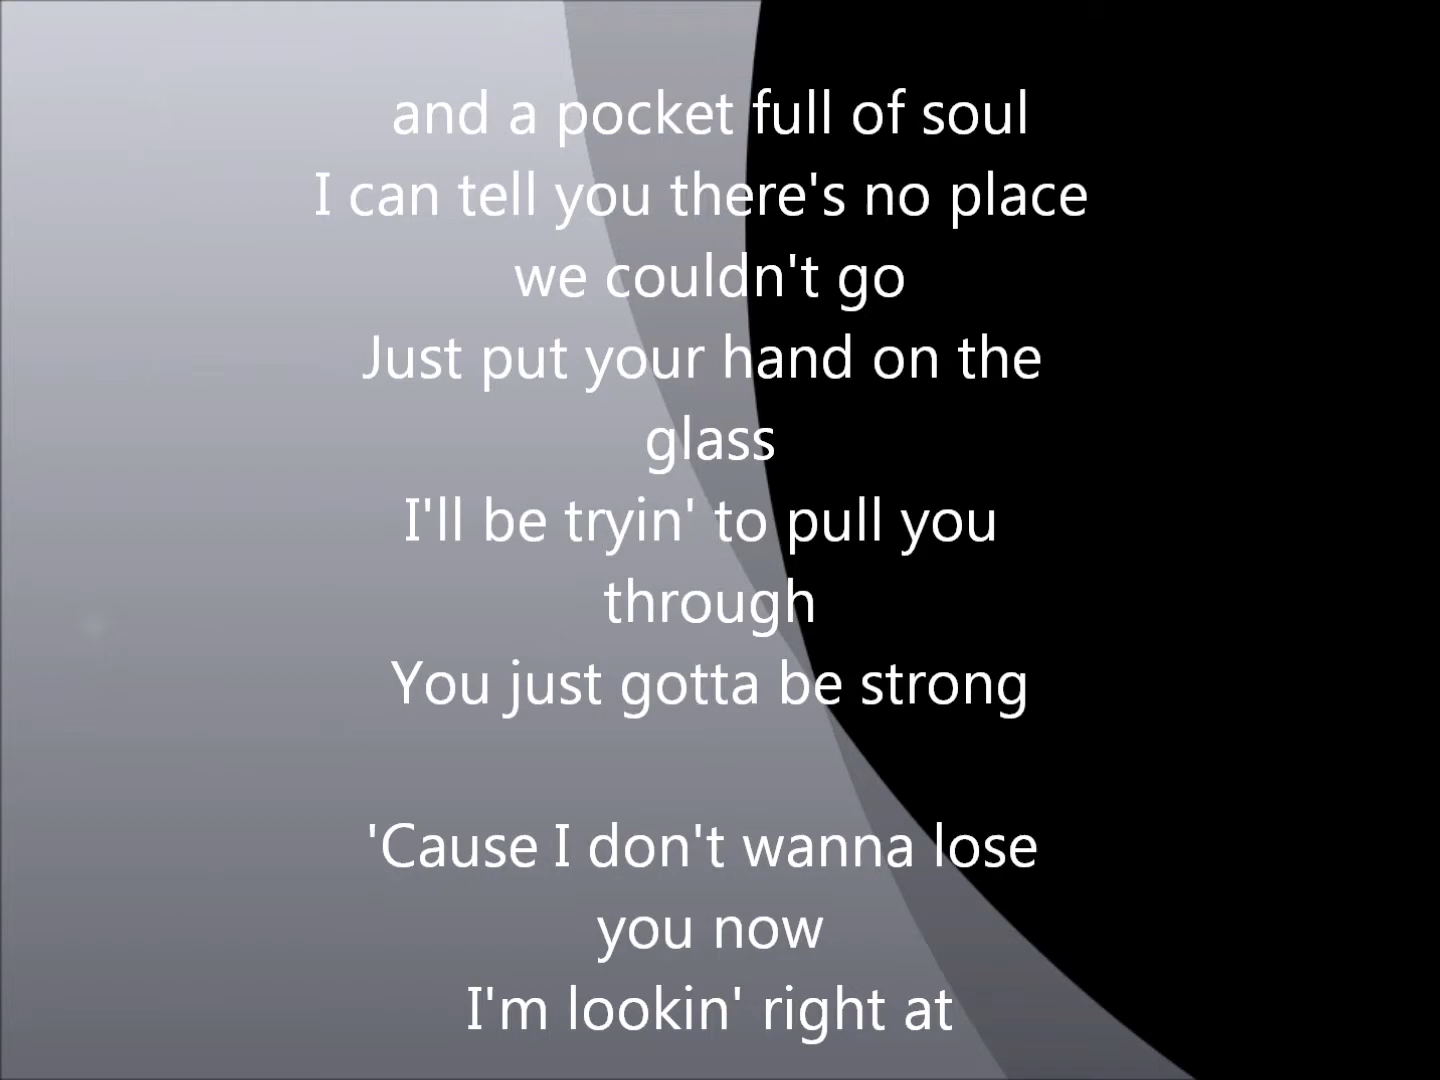 and a pocket full of soul
I can tell you there's no place
we couldn't go
Just put your hand on the
glass
I'll be tryin' to pull you
through
You just gotta be strong
'Cause I don't wanna lose
you now
I'm lookin' right at